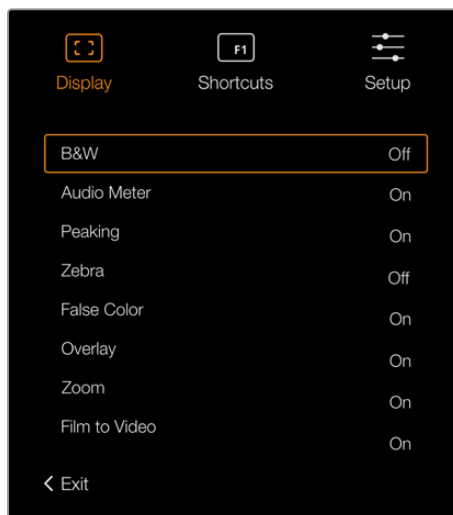 F1
Display Shortcuts Setup
B&W Off
Audio Meter On
Peaking On
Zebra Off
False Color On
Overlay On
Zoom On
Film to Video On
Exit